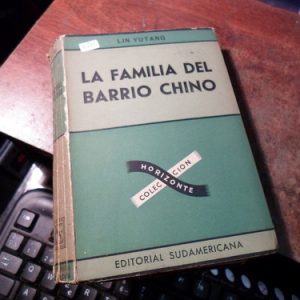 LIN YUTANG
LA FAMILIA DEL
BARRIO CHINO
COLECCION
HORIZONTE
EDITORIAL SUDAMERICANA